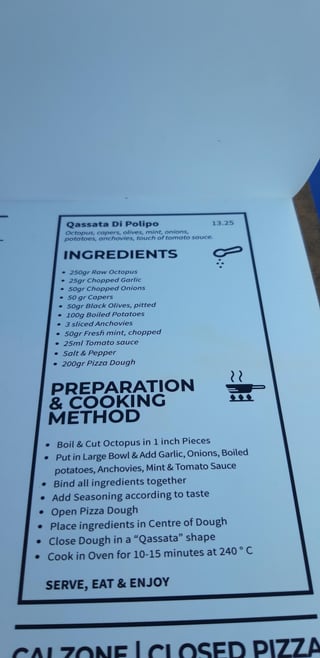 Qassata Di Polipo 13.25
Octopus, capers, olives, mint, onions,
potatoes, anchovies, touch of tomato sauce.
INGREDIENTS
• 250gr Raw Octopus
• 25gr Chopped Garlic
• 50gr Chopped Onions
• 50 gr Capers
• 50gr Black Olives, pitted
• 100g Boiled Potatoes
• 3 sliced Anchovies
• 50gr Fresh mint, chopped
• 25ml Tomato sauce
• Salt & Pepper
• 200gr Pizza Dough
PREPARATION
& COOKING
METHOD
• Boil & Cut Octopus in 1 inch Pieces
• Put in Large Bowl & Add Garlic, Onions, Boiled
potatoes, Anchovies, Mint & Tomato Sauce
• Bind all ingredients together
• Add Seasoning according to taste
• Open Pizza Dough
• Place ingredients in Centre of Dough
• Close Dough in a “Qassata” shape
• Cook in Oven for 10-15 minutes at 240 ° C
SERVE, EAT & ENJOY
CALZONE | CLOSED PIZZA